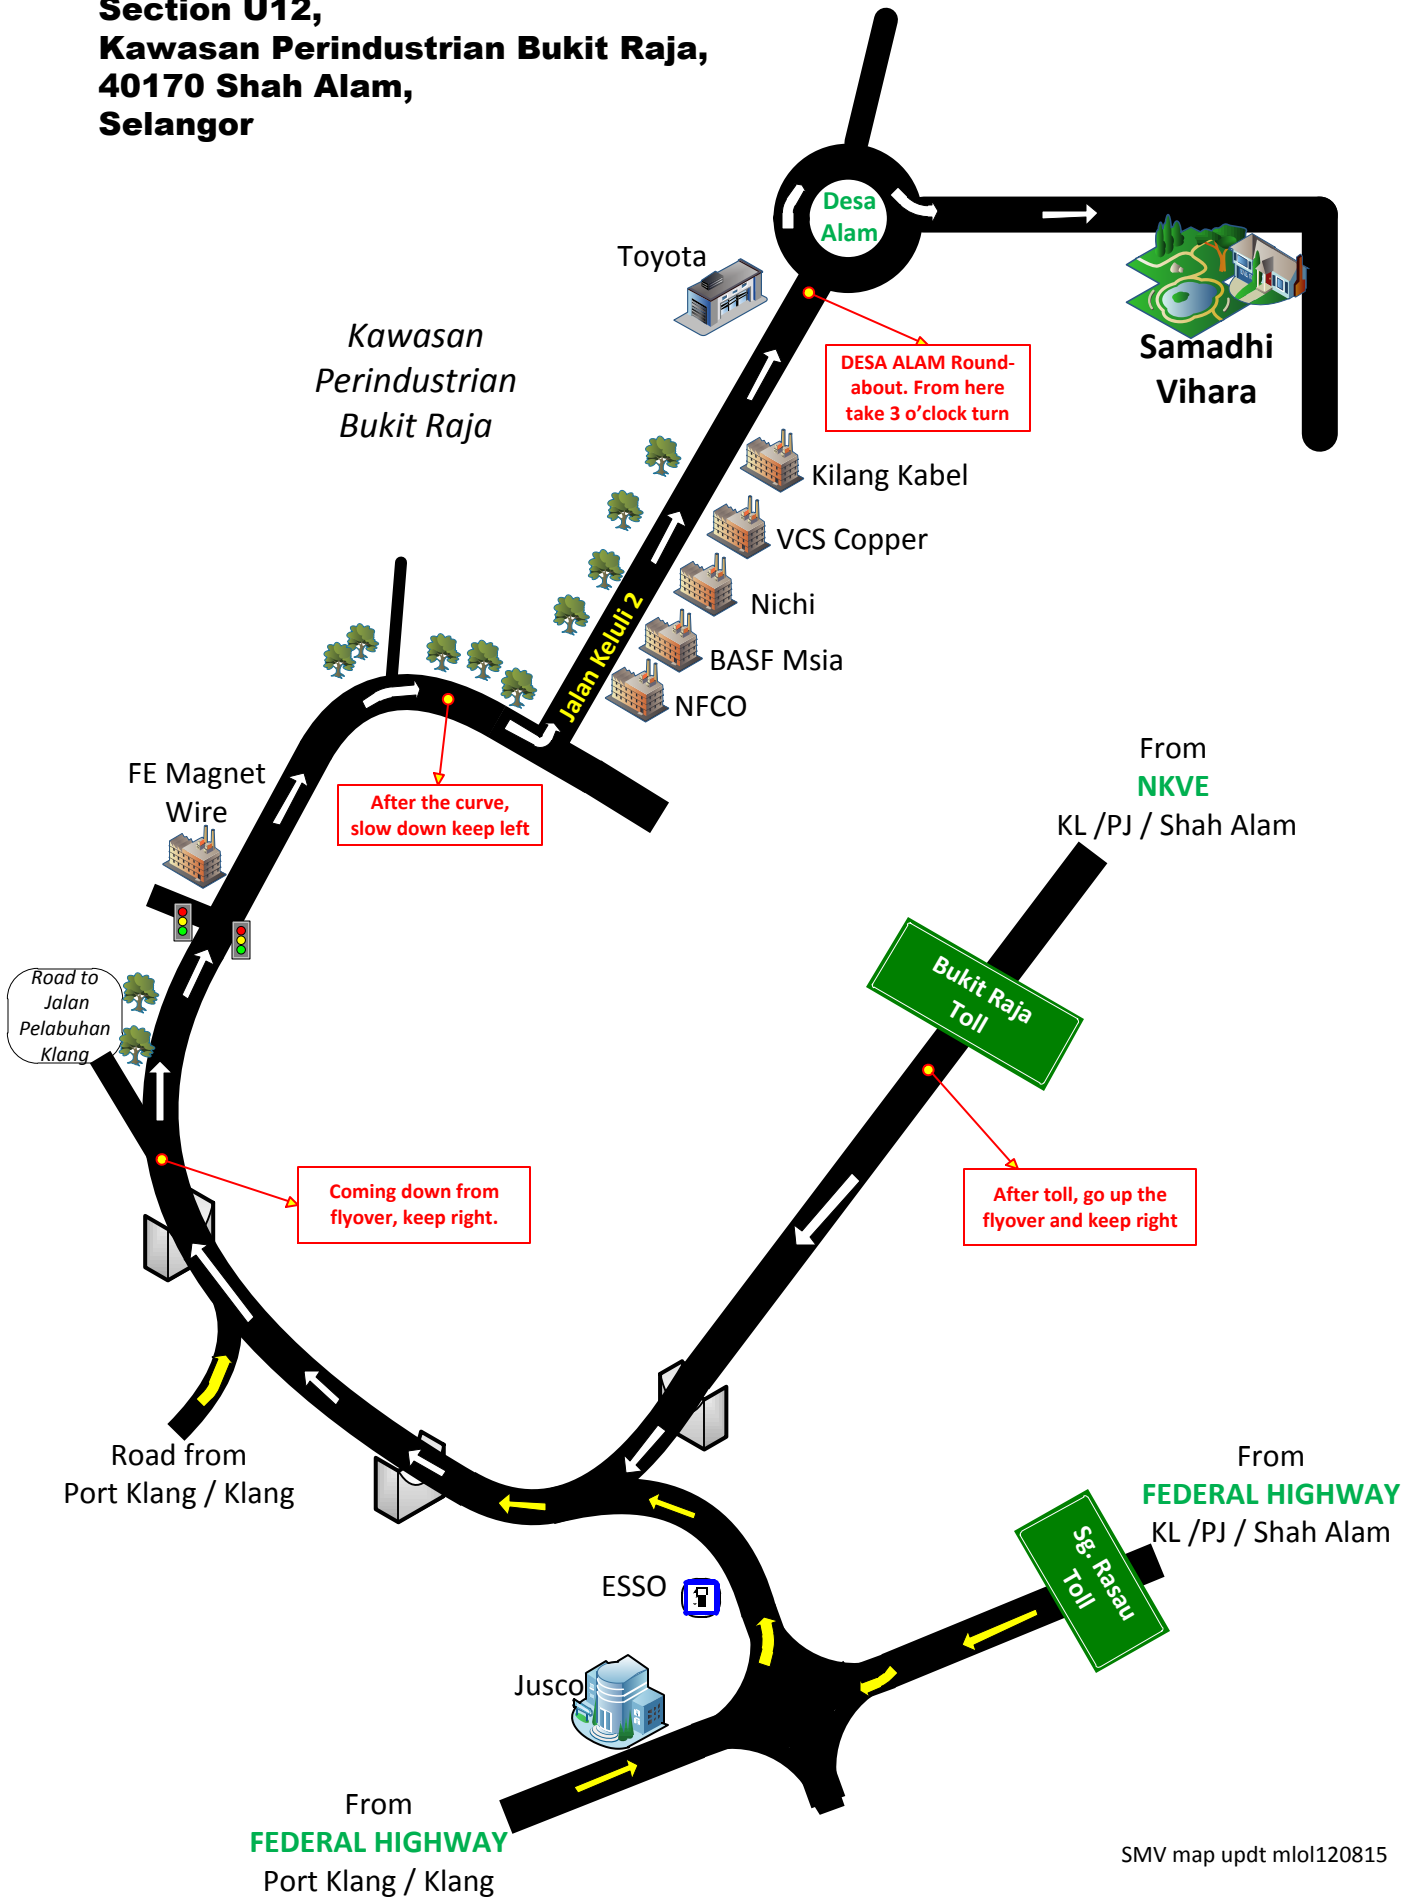 Section U12,
Kawasan Perindustrian Bukit Raja,
40170 Shah Alam,
Selangor
Desa
Alam
Toyota
Kawasan
Perindustrian
Bukit Raja
DESA ALAM Round-
about. From here
take 3 o'clock turn
Samadhi
Vihara
Kilang Kabel
VCS Copper
Nichi
BASF Msia
NFCO
Jalan Keluli 2
FE Magnet
Wire
After the curve,
slow down keep left
From
NKVE
KL /PJ / Shah Alam
Bukit Raja
Toll
Road to
Jalan
Pelabuhan
Klang
Coming down from
flyover, keep right.
After toll, go up the
flyover and keep right
Road from
Port Klang / Klang
From
FEDERAL HIGHWAY
KL /PJ / Shah Alam
Sg. Rasau
Toll
ESSO
Jusco
From
FEDERAL HIGHWAY
Port Klang / Klang
SMV map updt mlol120815